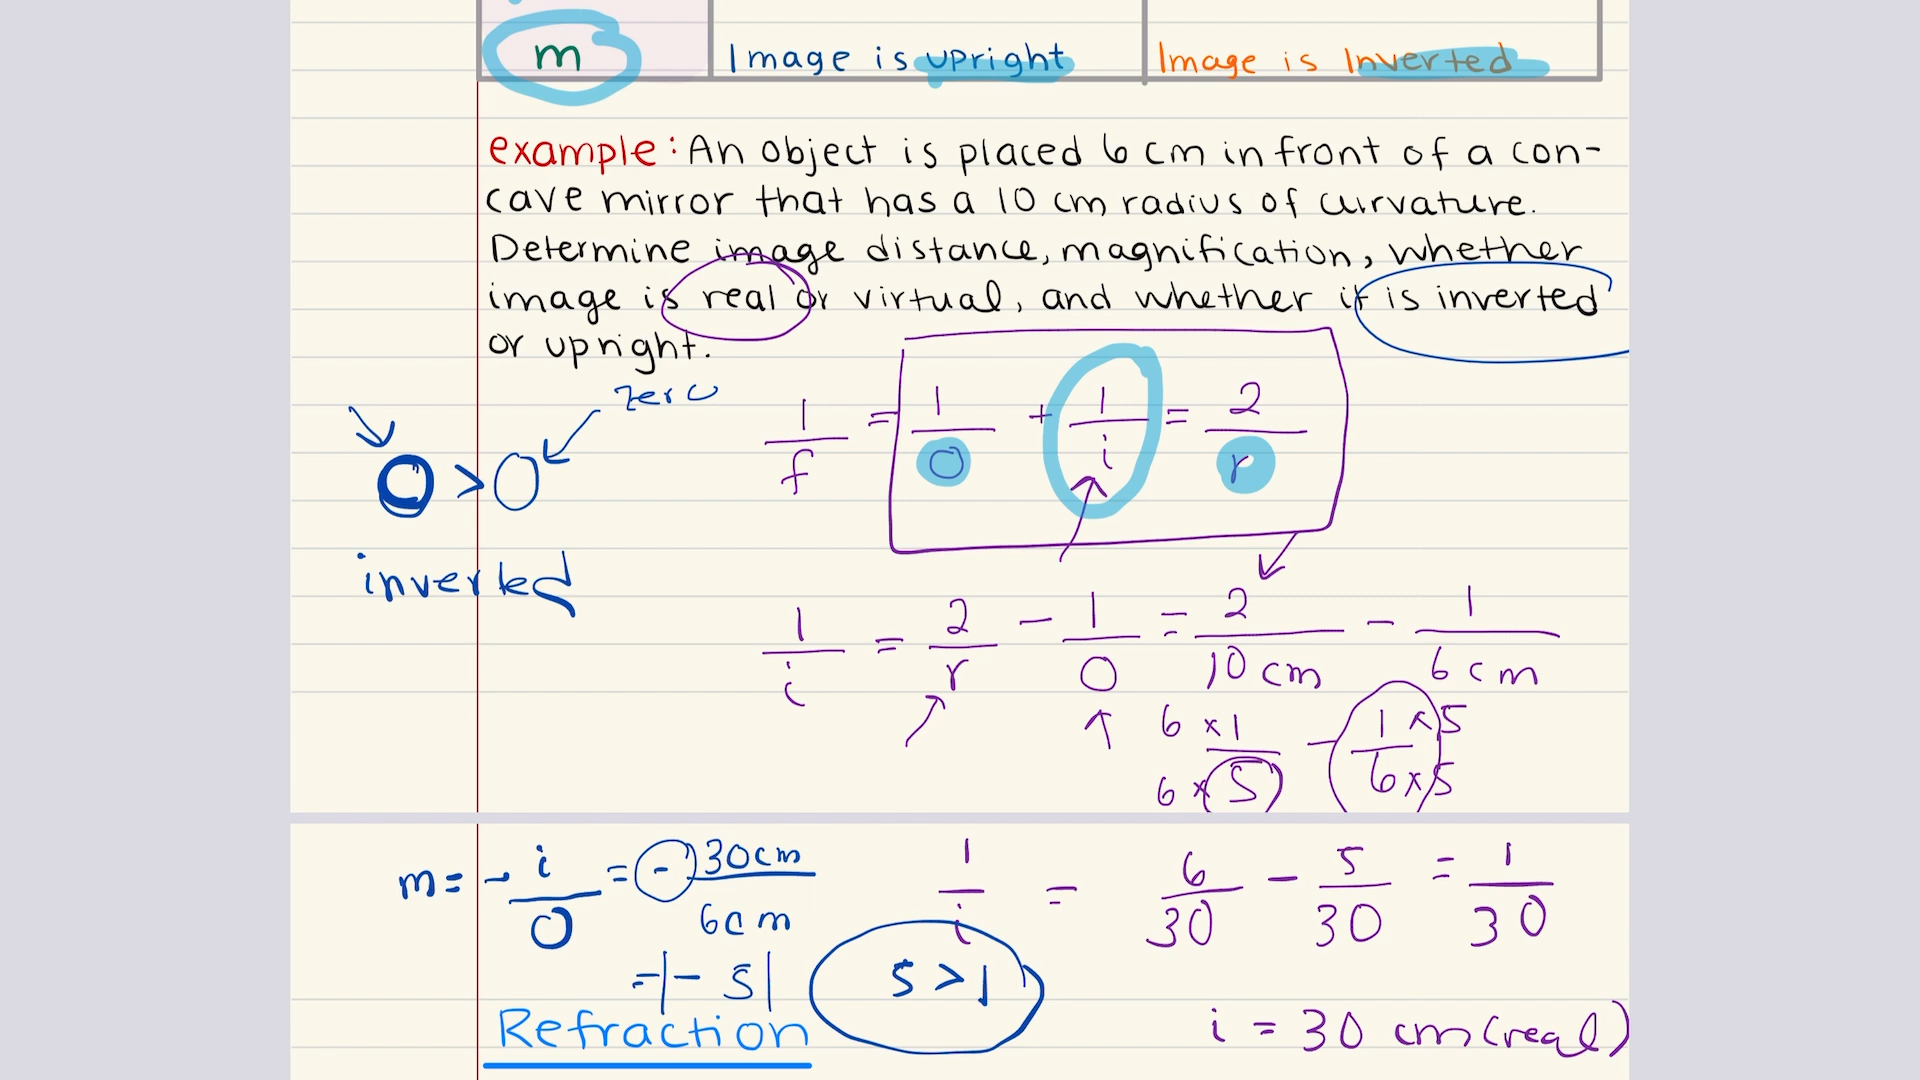 m Image is upright Image is Inverted
example: An object is placed 6 cm in front of a con-
cave mirror that has a 10 cm radius of curvature.
Determine image distance, magnification, whether
image is real or virtual, and whether it is inverted
or upright.
zero
O > O
inverted
1/f = 1/O + 1/i = 2/r
1/i = 2/r - 1/O = 2/10 cm - 1/6 cm
6 × 1 / 6 × 5 - 1 × 5 / 6 × 5
m = - i/O = - 30cm/6cm
= |- 5|
5 > 1
1/i = 6/30 - 5/30 = 1/30
i = 30 cm (real)
Refraction